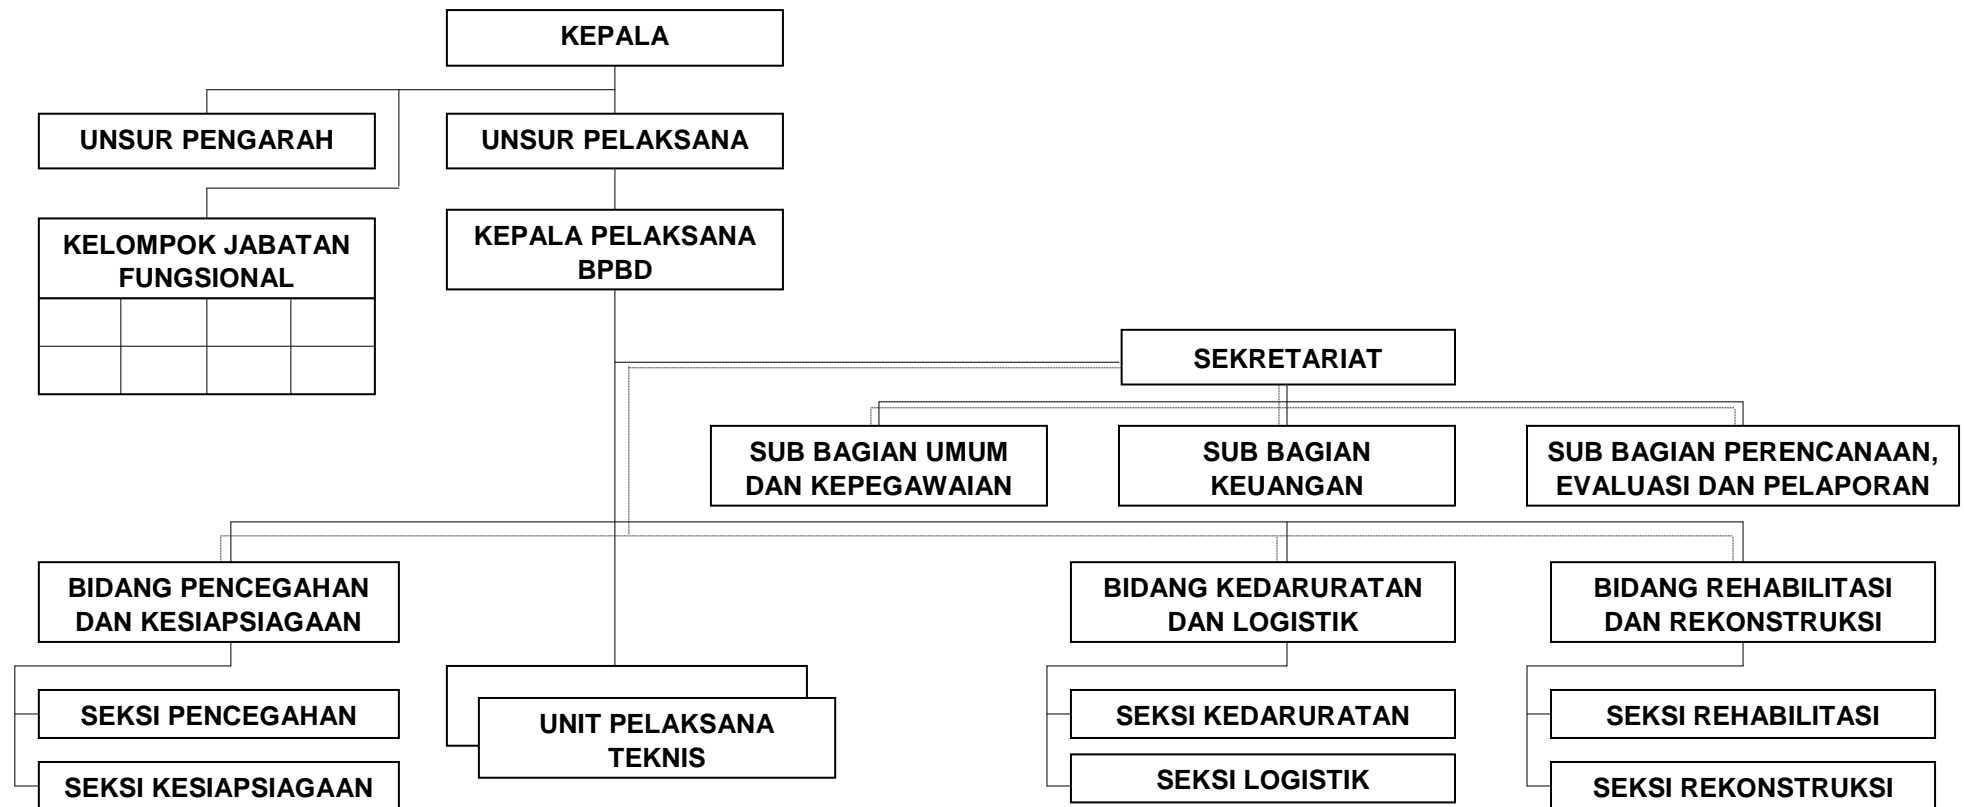 KEPALA
UNSUR PENGARAH
UNSUR PELAKSANA
KELOMPOK JABATAN
FUNGSIONAL
KEPALA PELAKSANA
BPBD
SEKRETARIAT
SUB BAGIAN UMUM
DAN KEPEGAWAIAN
SUB BAGIAN
KEUANGAN
SUB BAGIAN PERENCANAAN,
EVALUASI DAN PELAPORAN
BIDANG PENCEGAHAN
DAN KESIAPSIAGAAN
BIDANG KEDARURATAN
DAN LOGISTIK
BIDANG REHABILITASI
DAN REKONSTRUKSI
SEKSI PENCEGAHAN
SEKSI KESIAPSIAGAAN
UNIT PELAKSANA
TEKNIS
SEKSI KEDARURATAN
SEKSI LOGISTIK
SEKSI REHABILITASI
SEKSI REKONSTRUKSI